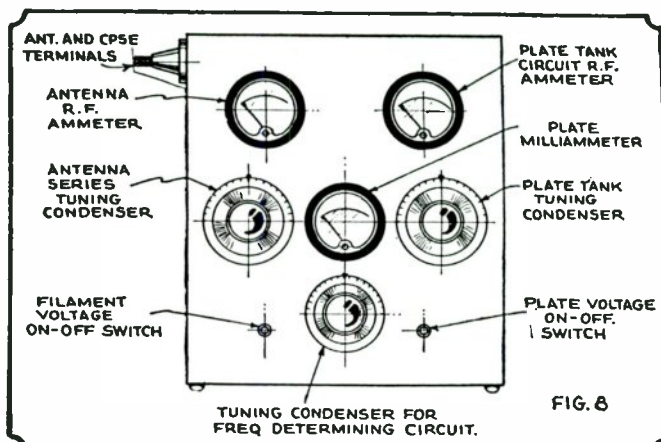 ANT. AND CPSE
TERMINALS
ANTENNA
R.F.
AMMETER
ANTENNA
SERIES
TUNING
CONDENSER
FILAMENT
VOLTAGE
ON-OFF SWITCH
PLATE TANK
CIRCUIT R.F.
AMMETER
PLATE
MILLIAMMETER
PLATE TANK
TUNING
CONDENSER
PLATE VOLTAGE
ON-OFF.
SWITCH
TUNING CONDENSER FOR
FREQ DETERMINING CIRCUIT.
FIG. 8